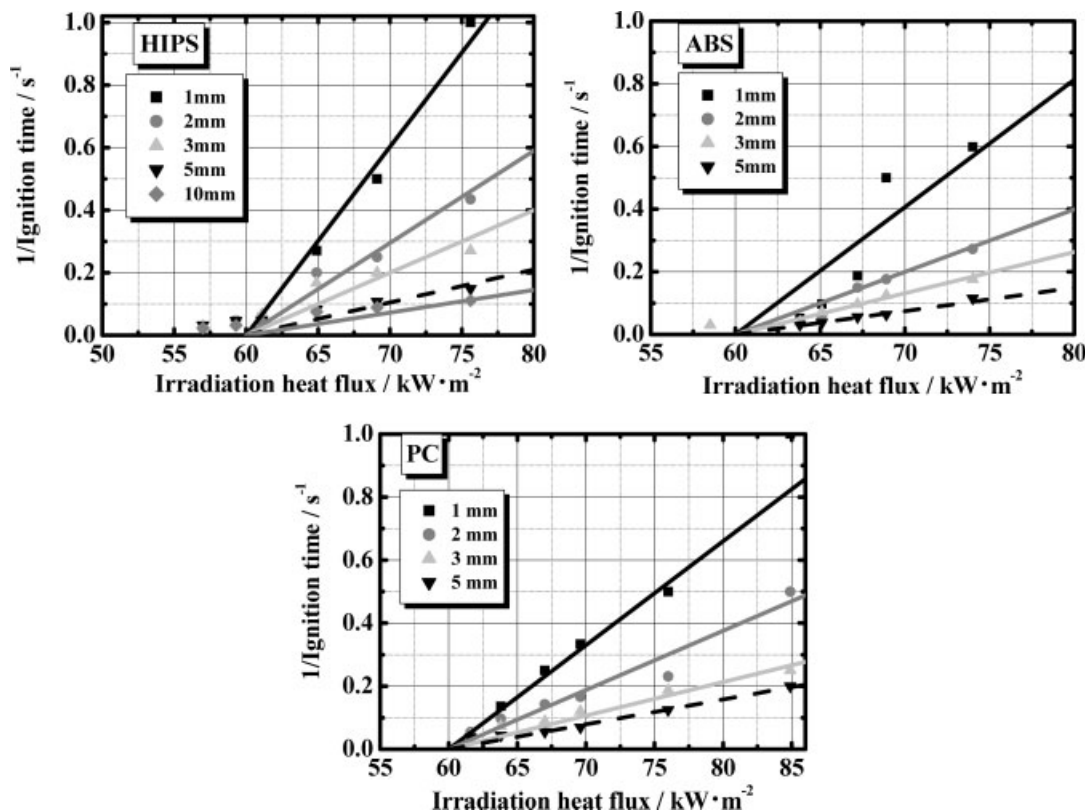 HIPS
1mm
2mm
3mm
5mm
10mm
1/Ignition time / s-1
1.0
0.8
0.6
0.4
0.2
0.0
50 55 60 65 70 75 80
Irradiation heat flux / kW・m-2
ABS
1mm
2mm
3mm
5mm
1/Ignition time / s-1
1.0
0.8
0.6
0.4
0.2
0.0
55 60 65 70 75 80
Irradiation heat flux / kW・m-2
PC
1 mm
2 mm
3 mm
5 mm
1/Ignition time / s-1
1.0
0.8
0.6
0.4
0.2
0.0
55 60 65 70 75 80 85
Irradiation heat flux / kW・m-2